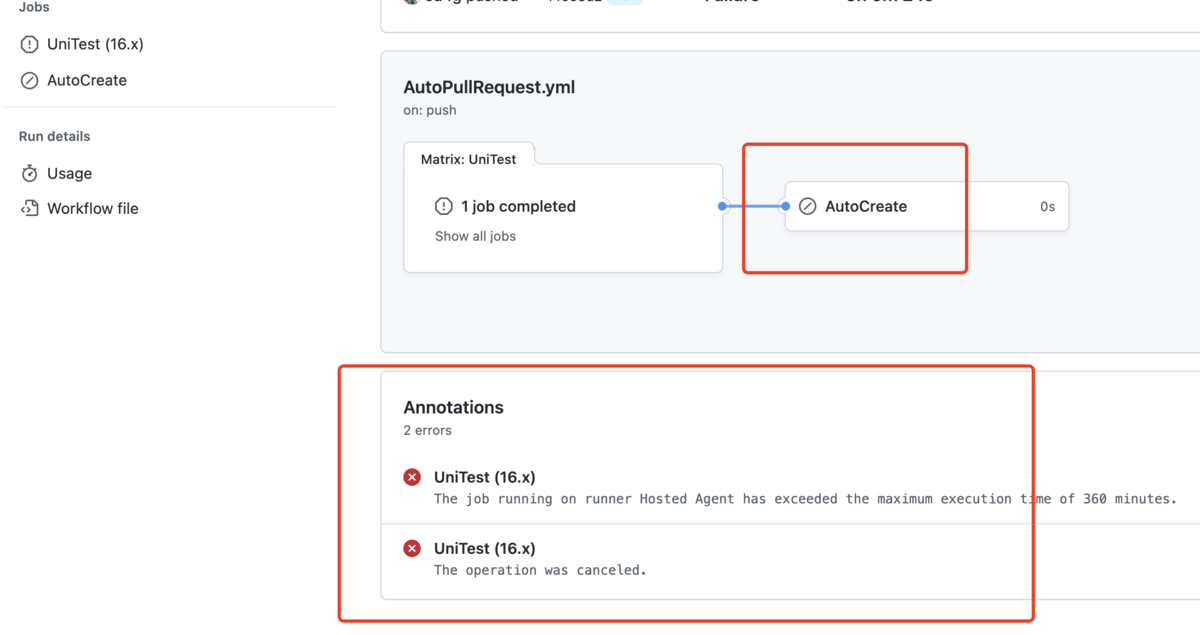 Jobs
UniTest (16.x)
AutoCreate
Run details
Usage
Workflow file
pushed
AutoPullRequest.yml
on: push
Matrix: UniTest
1 job completed
Show all jobs
AutoCreate
0s
Annotations
2 errors
UniTest (16.x)
The job running on runner Hosted Agent has exceeded the maximum execution time of 360 minutes.
UniTest (16.x)
The operation was canceled.